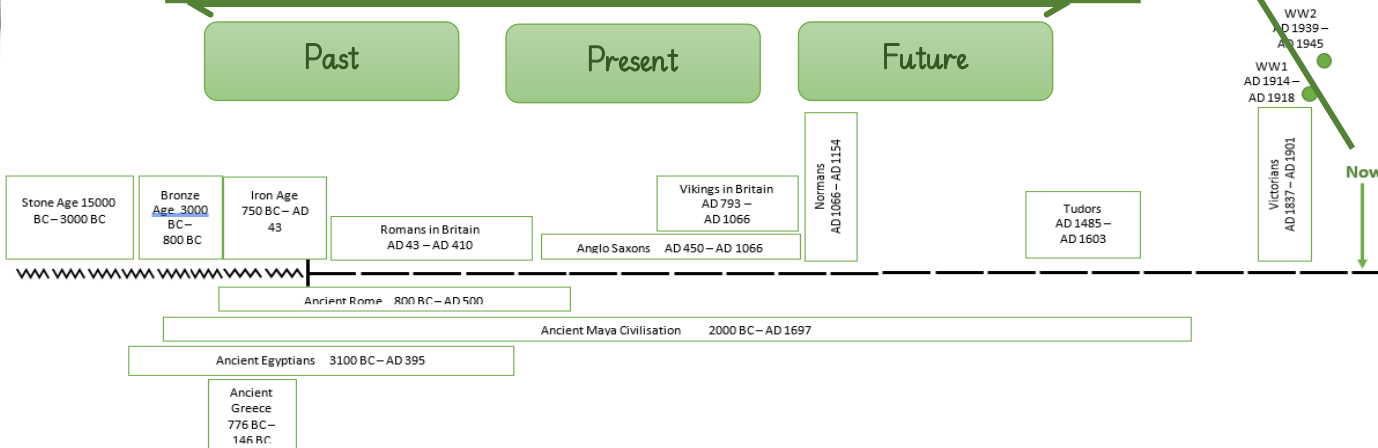 Past
Present
Future
WW2
AD 1939 –
AD 1945
WW1
AD 1914 –
AD 1918
Now
Stone Age 15000
BC – 3000 BC
Bronze
Age 3000
BC –
800 BC
Iron Age
750 BC – AD
43
Romans in Britain
AD 43 – AD 410
Vikings in Britain
AD 793 –
AD 1066
Anglo Saxons AD 450 – AD 1066
Normans
AD 1066 – AD 1154
Tudors
AD 1485 –
AD 1603
Victorians
AD 1837 – AD 1901
Ancient Rome 800 BC – AD 500
Ancient Maya Civilisation 2000 BC – AD 1697
Ancient Egyptians 3100 BC – AD 395
Ancient
Greece
776 BC –
146 BC